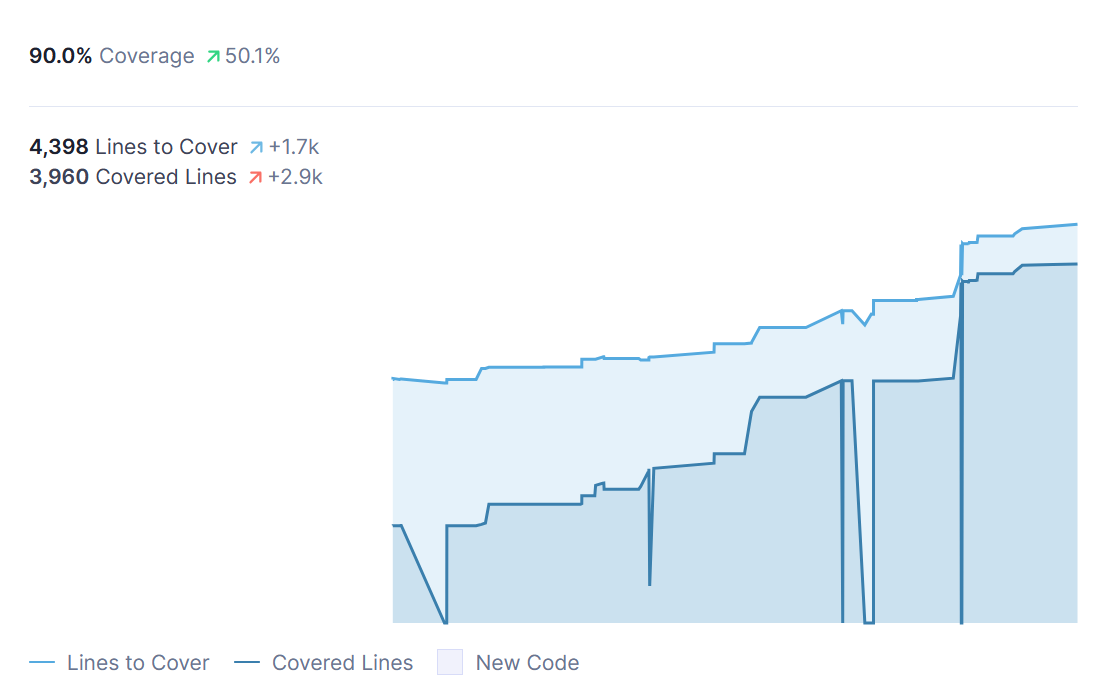 90.0% Coverage 50.1%
4,398 Lines to Cover +1.7k
3,960 Covered Lines +2.9k
Lines to Cover Covered Lines New Code